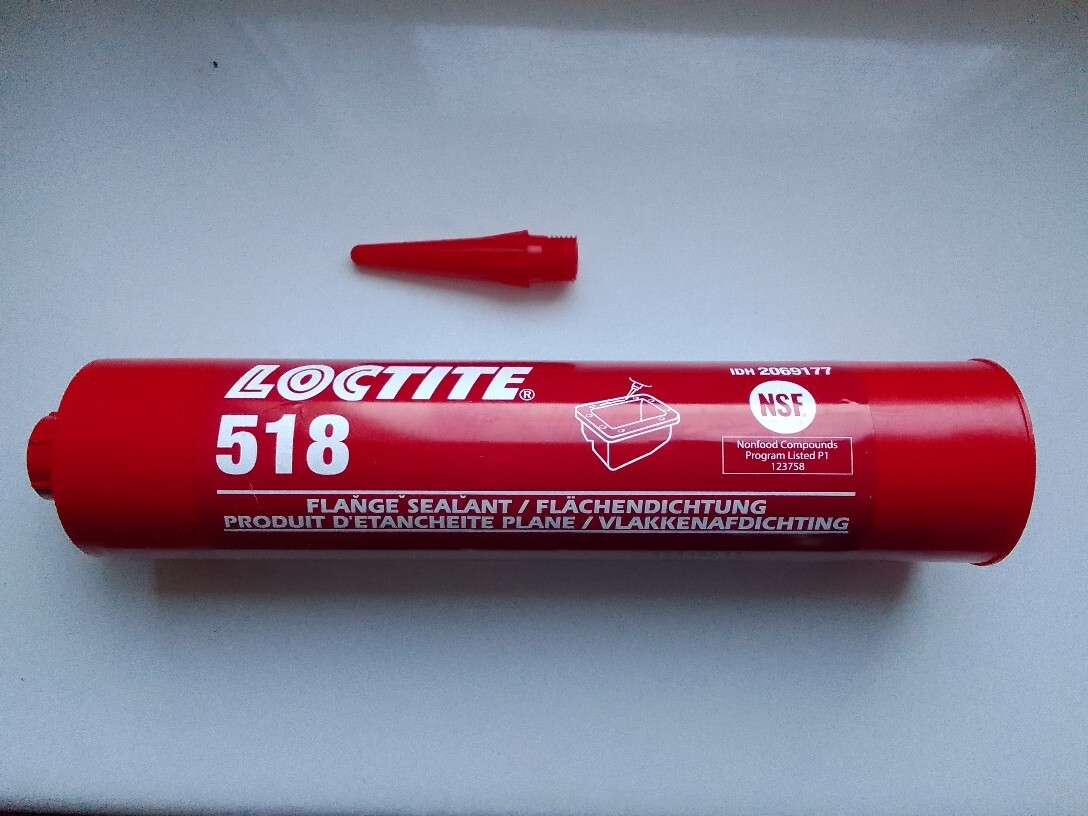 LOCTITE®
518
FLANGE SEALANT / FLÄCHENDICHTUNG
PRODUIT D'ETANCHEITE PLANE / VLAKKENAFDICHTING
IDH 2069177
NSF
Nonfood Compounds
Program Listed P1
123758